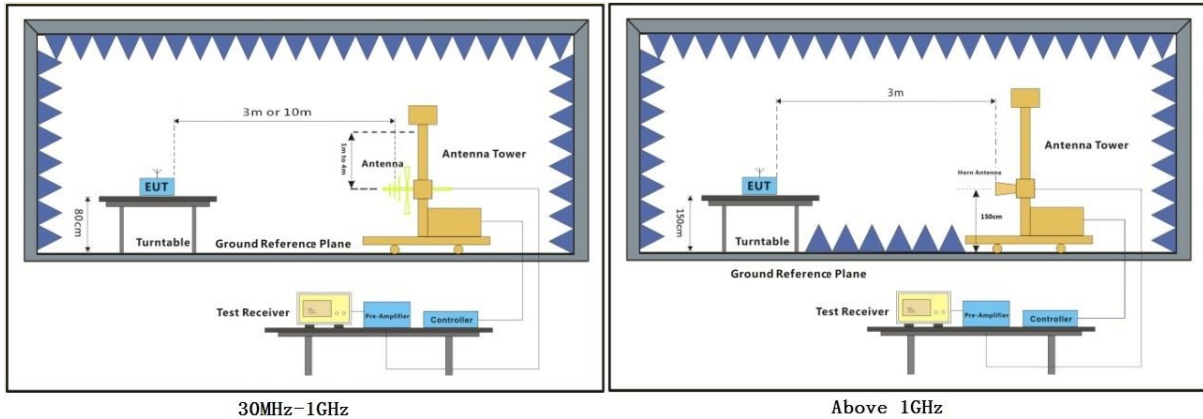 3m or 10m
1m to 4m
Antenna
Antenna Tower
EUT
80cm
Turntable
Ground Reference Plane
Test Receiver
Pre-Amplifier
Controller
30MHz-1GHz
3m
Antenna Tower
Horn Antenna
EUT
150cm
150cm
Turntable
Ground Reference Plane
Test Receiver
Pre-Amplifier
Controller
Above 1GHz